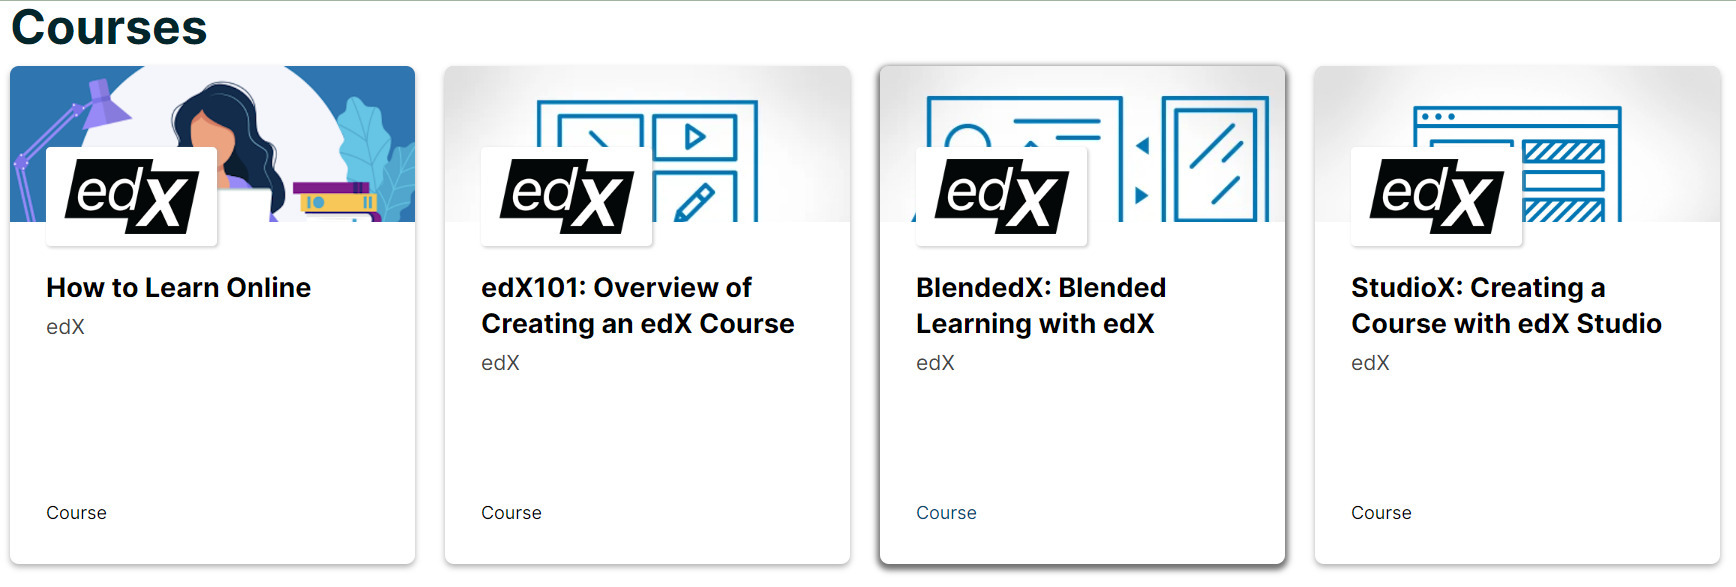 Courses
edX
How to Learn Online
edX
Course
edX
edX101: Overview of
Creating an edX Course
edX
Course
edX
BlendedX: Blended
Learning with edX
edX
Course
edX
StudioX: Creating a
Course with edX Studio
edX
Course